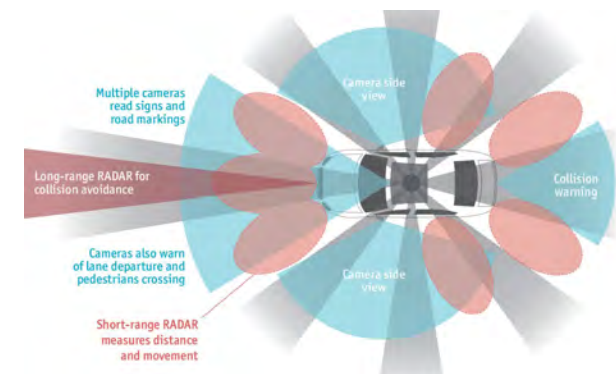 Camera side
view
Multiple cameras
read signs and
road markings
Long-range RADAR for
collision avoidance
Collision
warning
Cameras also warn
of lane departure and
pedestrians crossing
Camera side
view
Short-range RADAR
measures distance
and movement